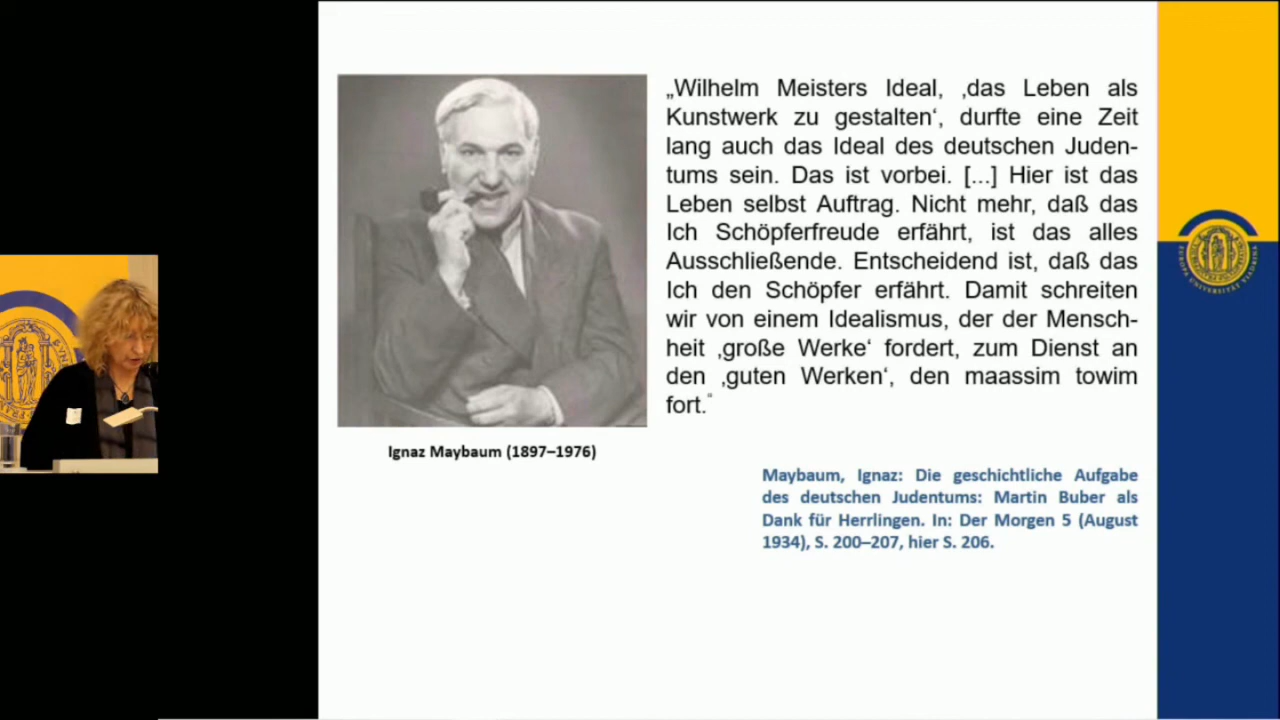 „Wilhelm Meisters Ideal, ‚das Leben als
Kunstwerk zu gestalten‘, durfte eine Zeit
lang auch das Ideal des deutschen Juden-
tums sein. Das ist vorbei. [...] Hier ist das
Leben selbst Auftrag. Nicht mehr, daß das
Ich Schöpferfreude erfährt, ist das alles
Ausschließende. Entscheidend ist, daß das
Ich den Schöpfer erfährt. Damit schreiten
wir von einem Idealismus, der der Mensch-
heit ‚große Werke‘ fordert, zum Dienst an
den ‚guten Werken‘, den maassim towim
fort.“
Ignaz Maybaum (1897–1976)
Maybaum, Ignaz: Die geschichtliche Aufgabe
des deutschen Judentums: Martin Buber als
Dank für Herrlingen. In: Der Morgen 5 (August
1934), S. 200–207, hier S. 206.
EUROPA UNIVERSITÄT VIADRINA